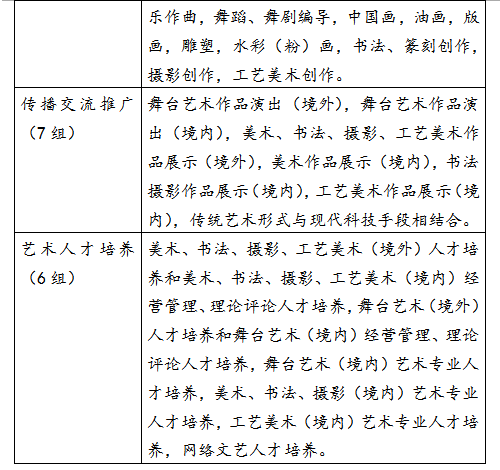 乐作曲，舞蹈、舞剧编导，中国画，油画，版
画，雕塑，水彩（粉）画，书法、篆刻创作，
摄影创作，工艺美术创作。
传播交流推广
（7 组）
舞台艺术作品演出（境外），舞台艺术作品演
出（境内），美术、书法、摄影、工艺美术作
品展示（境外），美术作品展示（境内），书法
摄影作品展示（境内），工艺美术作品展示（境
内），传统艺术形式与现代科技手段相结合。
艺术人才培养
（6 组）
美术、书法、摄影、工艺美术（境外）人才培
养和美术、书法、摄影、工艺美术（境内）经
营管理、理论评论人才培养，舞台艺术（境外）
人才培养和舞台艺术（境内）经营管理、理论
评论人才培养，舞台艺术（境内）艺术专业人
才培养，美术、书法、摄影（境内）艺术专业
人才培养，工艺美术（境内）艺术专业人才培
养，网络文艺人才培养。